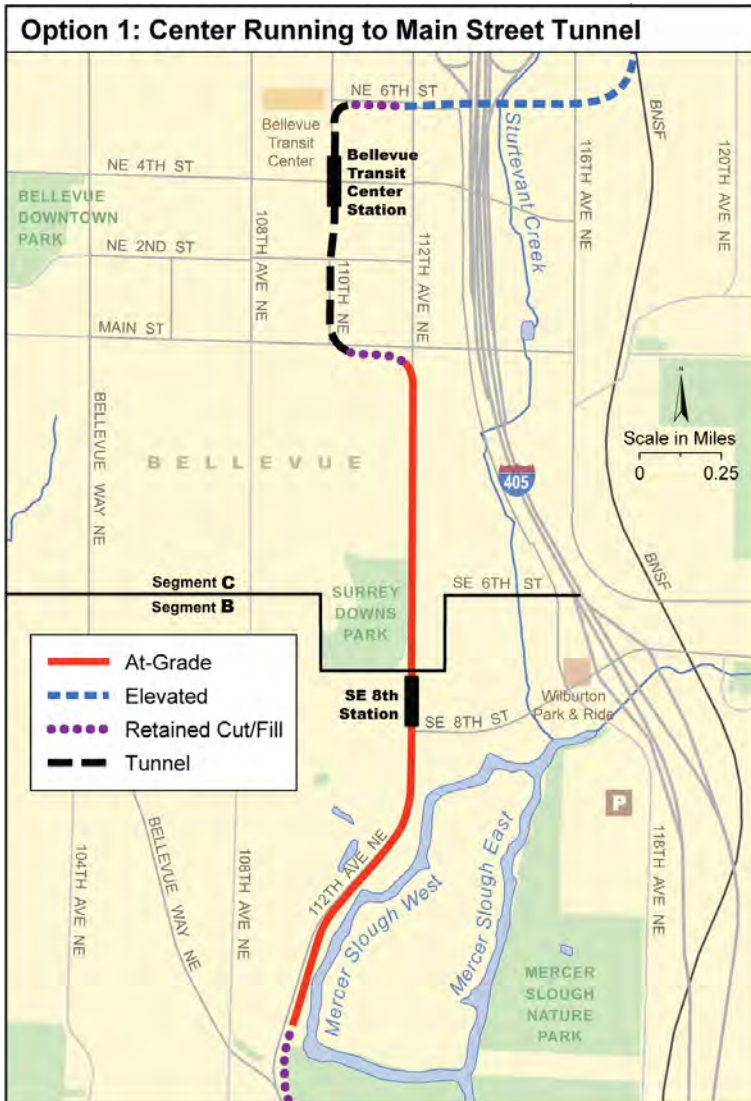 Option 1: Center Running to Main Street Tunnel
NE 6TH ST
Bellevue
Transit
Center
Bellevue
Transit
Center
Station
NE 4TH ST
BELLEVUE
DOWNTOWN
PARK
108TH AVE NE
NE 2ND ST
110TH NE
112TH AVE NE
MAIN ST
Sturtevant Creek
116TH AVE NE
BNSF
120TH AVE NE
BELLEVUE WAY NE
BELLEVUE
N
Scale in Miles
0 0.25
405
BNSF
Segment C
Segment B
SURREY
DOWNS
PARK
SE 6TH ST
At-Grade
Elevated
Retained Cut/Fill
Tunnel
SE 8th
Station
SE 8TH ST
Wilburton
Park & Ride
P
104TH AVE NE
BELLEVUE WAY NE
108TH AVE NE
112TH AVE NE
Mercer Slough West
Mercer Slough East
118TH AVE NE
MERCER
SLOUGH
NATURE
PARK